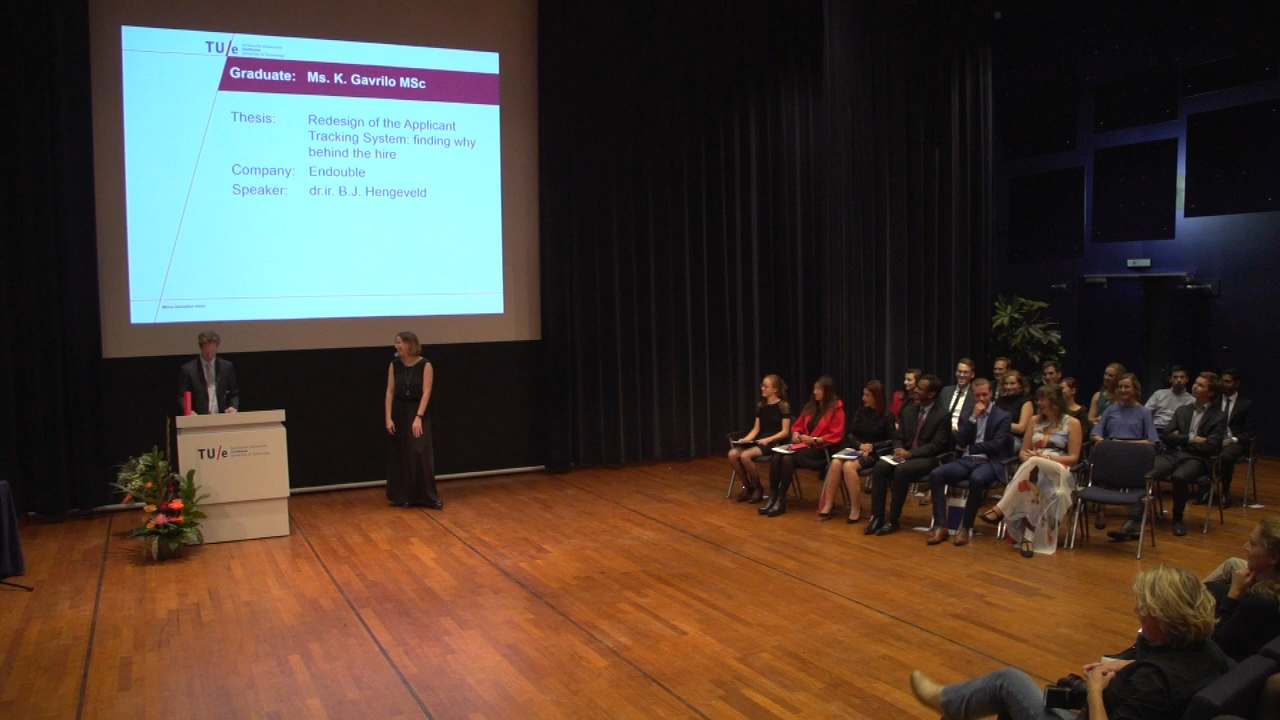 TU/e
Graduate: Ms. K. Gavrilo MSc
Thesis: Redesign of the Applicant
Tracking System: finding why
behind the hire
Company: Endouble
Speaker: dr.ir. B.J. Hengeveld
TU/e